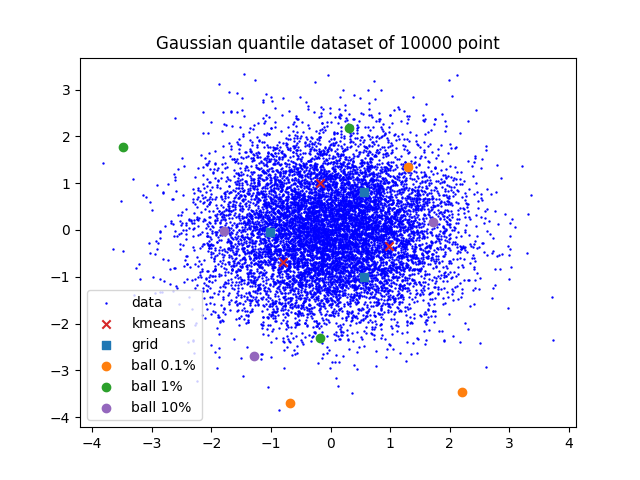 Gaussian quantile dataset of 10000 point
3
2
1
0
−1
−2
−3
−4
data
kmeans
grid
ball 0.1%
ball 1%
ball 10%
−4 −3 −2 −1 0 1 2 3 4